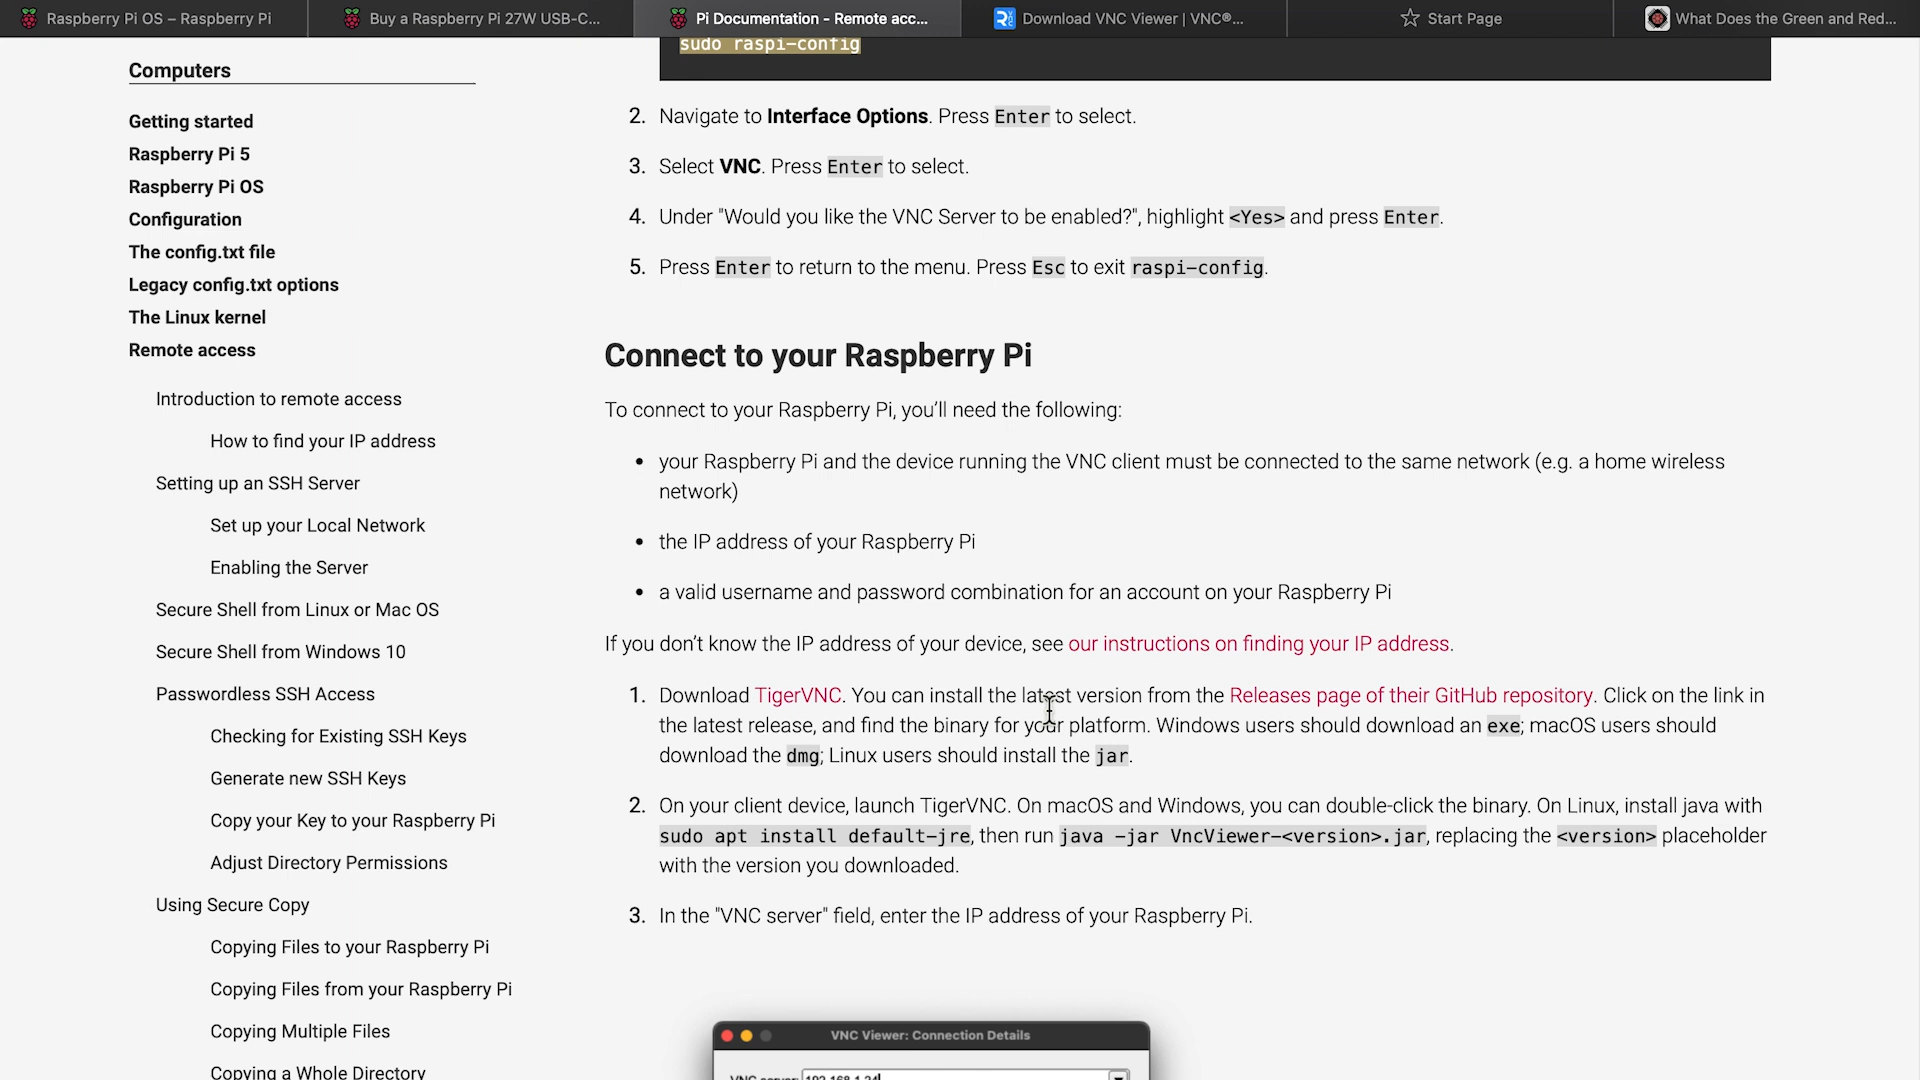 Raspberry Pi OS – Raspberry Pi
Buy a Raspberry Pi 27W USB-C...
Pi Documentation - Remote acc...
Download VNC Viewer | VNC®...
Start Page
What Does the Green and Red...
Computers
Getting started
Raspberry Pi 5
Raspberry Pi OS
Configuration
The config.txt file
Legacy config.txt options
The Linux kernel
Remote access
Introduction to remote access
How to find your IP address
Setting up an SSH Server
Set up your Local Network
Enabling the Server
Secure Shell from Linux or Mac OS
Secure Shell from Windows 10
Passwordless SSH Access
Checking for Existing SSH Keys
Generate new SSH Keys
Copy your Key to your Raspberry Pi
Adjust Directory Permissions
Using Secure Copy
Copying Files to your Raspberry Pi
Copying Files from your Raspberry Pi
Copying Multiple Files
Copying a Whole Directory
sudo raspi-config
2. Navigate to Interface Options. Press Enter to select.
3. Select VNC. Press Enter to select.
4. Under "Would you like the VNC Server to be enabled?", highlight <Yes> and press Enter.
5. Press Enter to return to the menu. Press Esc to exit raspi-config.
Connect to your Raspberry Pi
To connect to your Raspberry Pi, you'll need the following:
• your Raspberry Pi and the device running the VNC client must be connected to the same network (e.g. a home wireless
network)
• the IP address of your Raspberry Pi
• a valid username and password combination for an account on your Raspberry Pi
If you don't know the IP address of your device, see our instructions on finding your IP address.
1. Download TigerVNC. You can install the latest version from the Releases page of their GitHub repository. Click on the link in
the latest release, and find the binary for your platform. Windows users should download an exe; macOS users should
download the dmg; Linux users should install the jar.
2. On your client device, launch TigerVNC. On macOS and Windows, you can double-click the binary. On Linux, install java with
sudo apt install default-jre, then run java -jar VncViewer-<version>.jar, replacing the <version> placeholder
with the version you downloaded.
3. In the "VNC server" field, enter the IP address of your Raspberry Pi.
VNC Viewer: Connection Details
VNC server: 192.168.1.24